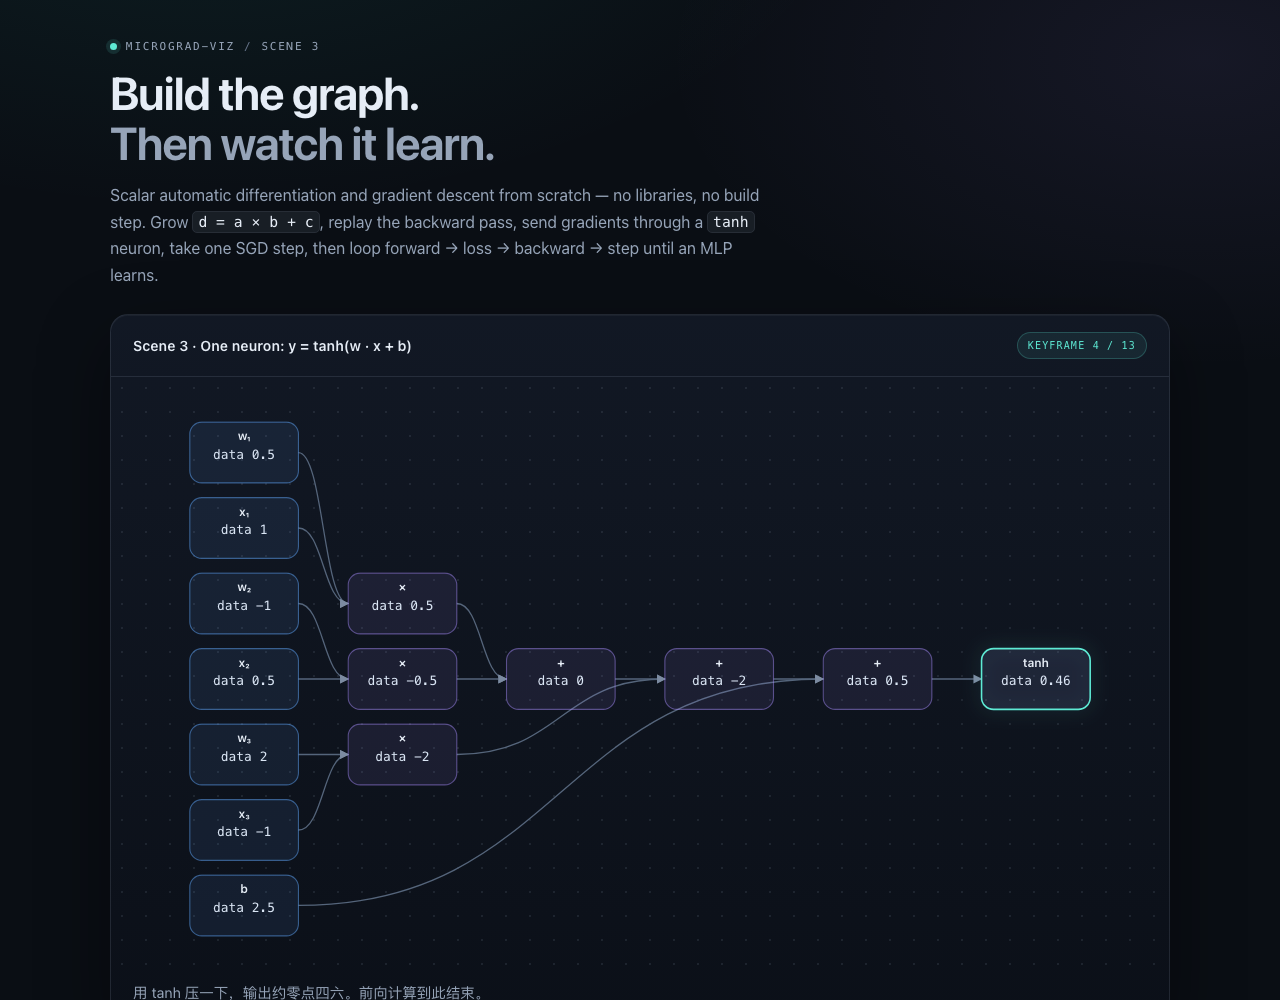 MICROGRAD-VIZ / SCENE 3
Build the graph.
Then watch it learn.
Scalar automatic differentiation and gradient descent from scratch — no libraries, no build
step. Grow d = a × b + c, replay the backward pass, send gradients through a tanh
neuron, take one SGD step, then loop forward → loss → backward → step until an MLP
learns.
Scene 3 · One neuron: y = tanh(w · x + b)
KEYFRAME 4 / 13
w₁
data 0.5
x₁
data 1
w₂
data −1
x₂
data 0.5
w₃
data 2
x₃
data −1
b
data 2.5
×
data 0.5
×
data −0.5
×
data −2
+
data 0
+
data −2
+
data 0.5
tanh
data 0.46
用 tanh 压一下，输出约零点四六。前向计算到此结束。